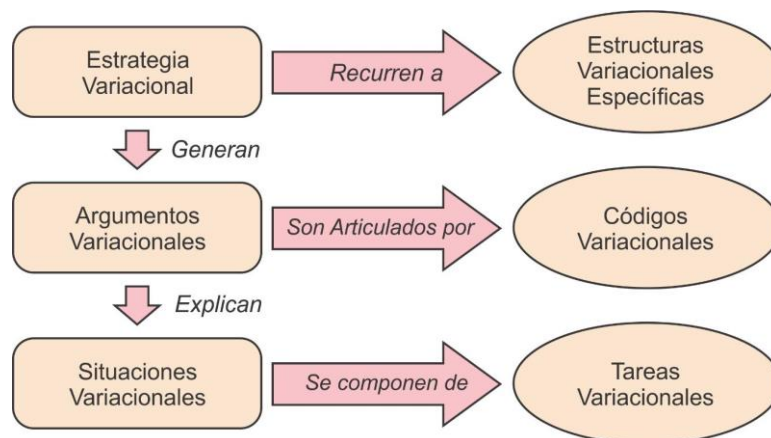 Estrategia
Variacional
Recurren a
Estructuras
Variacionales
Específicas
Generan
Argumentos
Variacionales
Son Articulados por
Códigos
Variacionales
Explican
Situaciones
Variacionales
Se componen de
Tareas
Variacionales